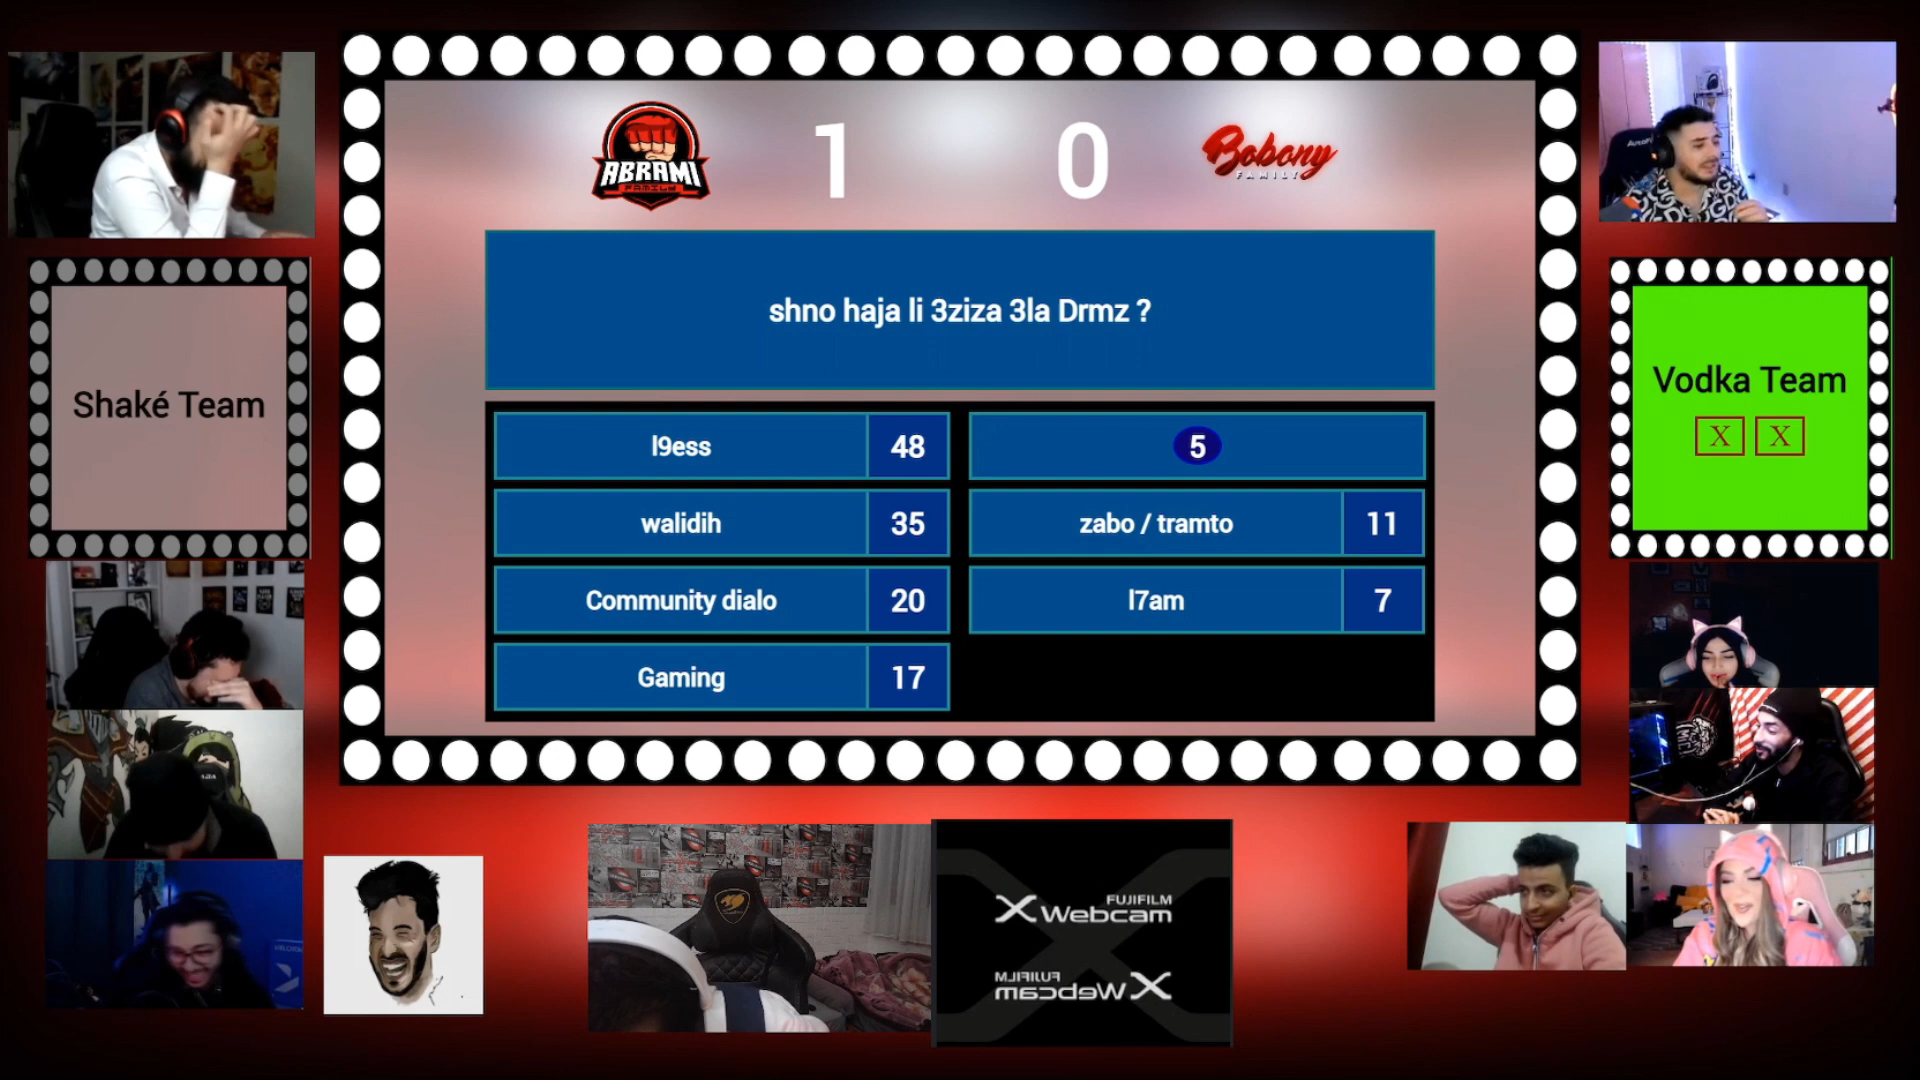 ABRAMI
FAMILY
1
0
Bobony
FAMILY
shno haja li 3ziza 3la Drmz ?
l9ess 48
walidih 35
Community dialo 20
Gaming 17
5
zabo / tramto 11
l7am 7
Shaké Team
Vodka Team
X X
FUJIFILM
X Webcam
FUJIFILM
X Webcam